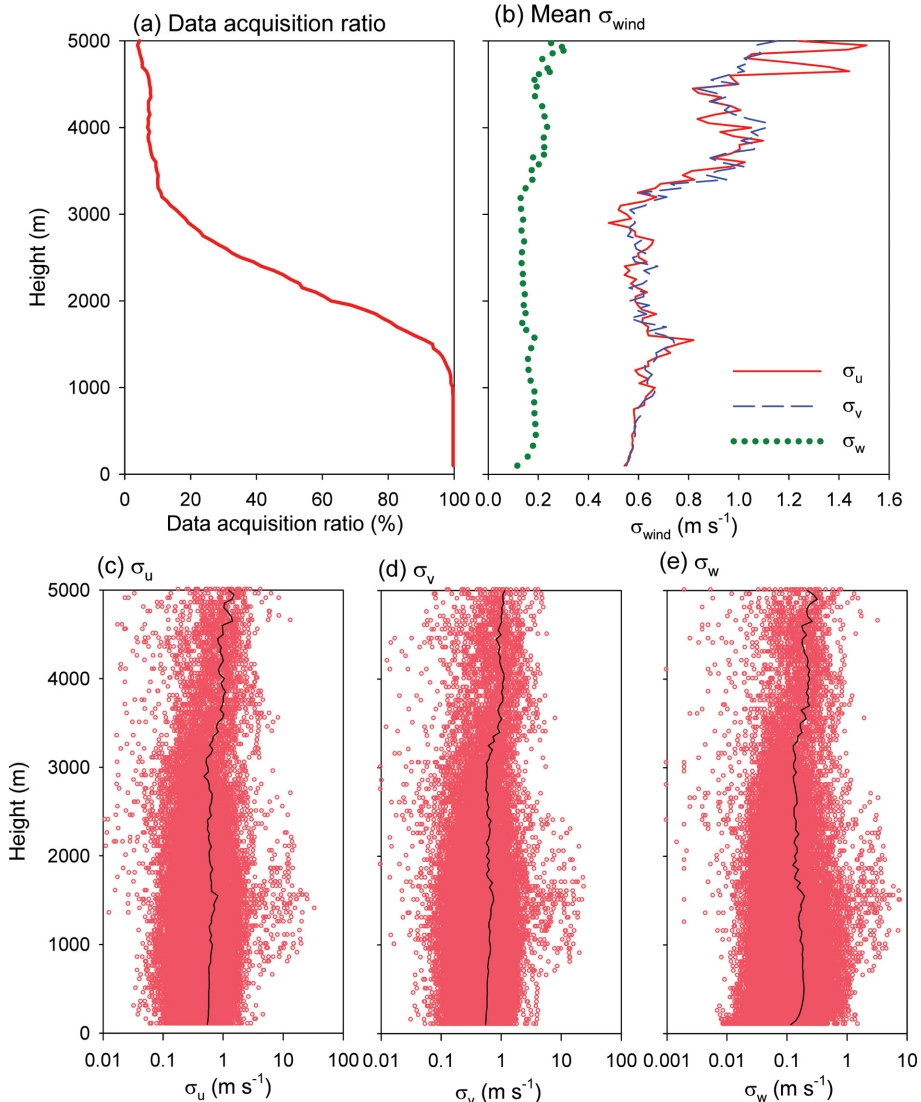 (a) Data acquisition ratio
(b) Mean σwind
5000
4000
3000
2000
1000
0
Height (m)
0 20 40 60 80 100
Data acquisition ratio (%)
0.0 0.2 0.4 0.6 0.8 1.0 1.2 1.4 1.6
σwind (m s-1)
σu
σv
σw
(c) σu
(d) σv
(e) σw
5000
4000
3000
2000
1000
0
Height (m)
0.01 0.1 1 10 100
σu (m s-1)
0.01 0.1 1 10 100
σv (m s-1)
0.001 0.01 0.1 1 10
σw (m s-1)